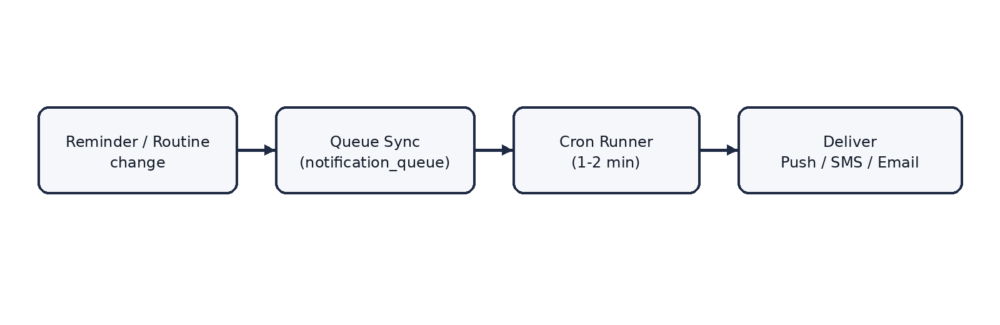 Reminder / Routine
change
Queue Sync
(notification_queue)
Cron Runner
(1-2 min)
Deliver
Push / SMS / Email